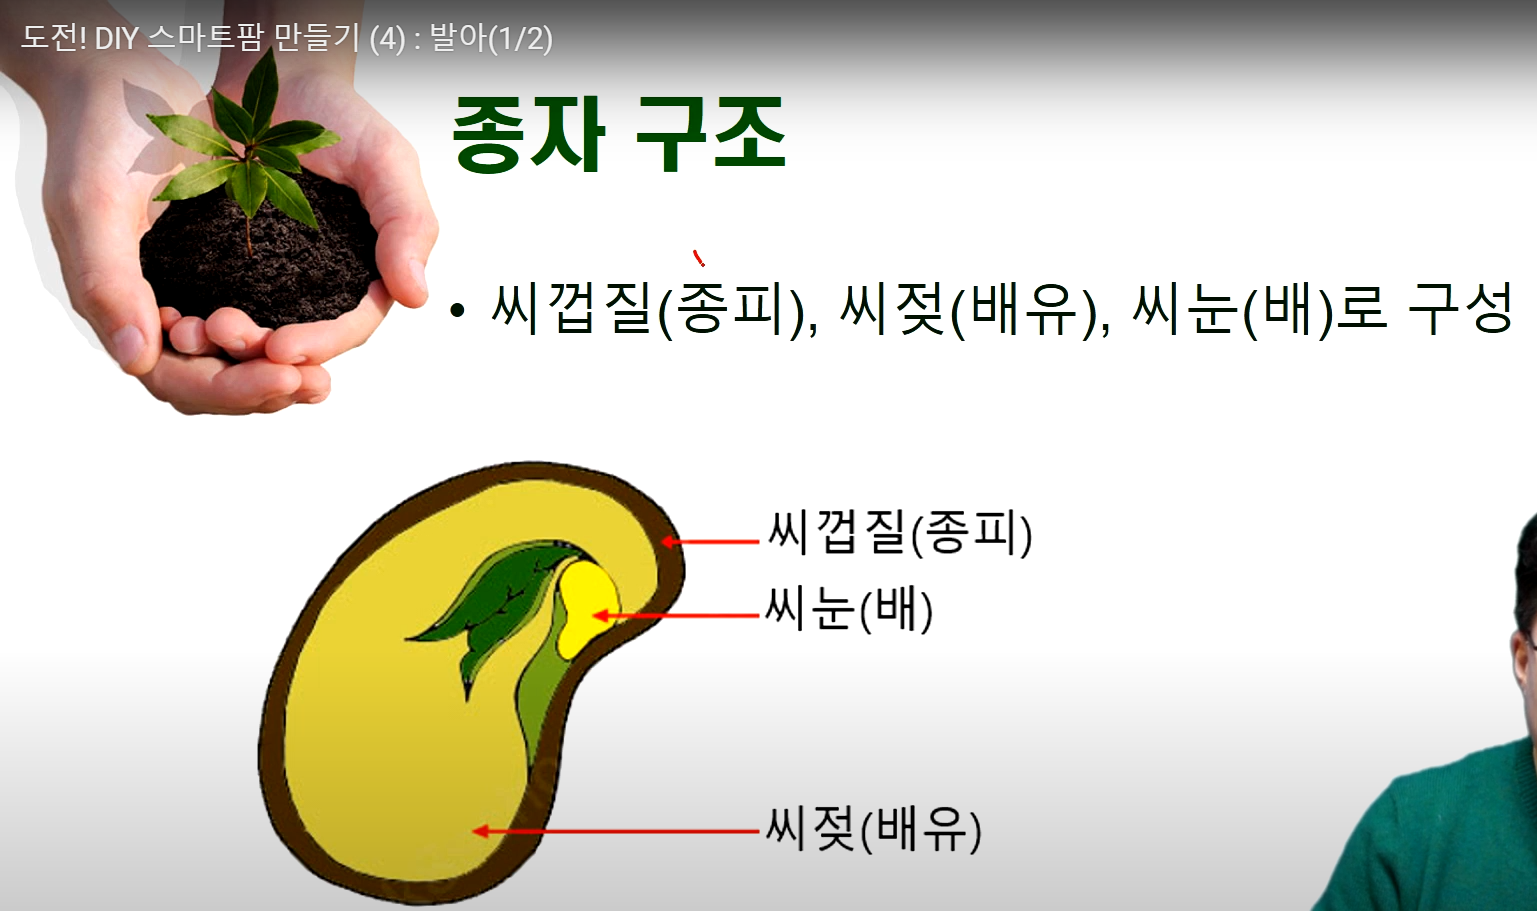 도전! DIY 스마트팜 만들기 (4) : 발아(1/2)
종자 구조
• 씨껍질(종피), 씨젖(배유), 씨눈(배)로 구성
씨껍질(종피)
씨눈(배)
씨젖(배유)